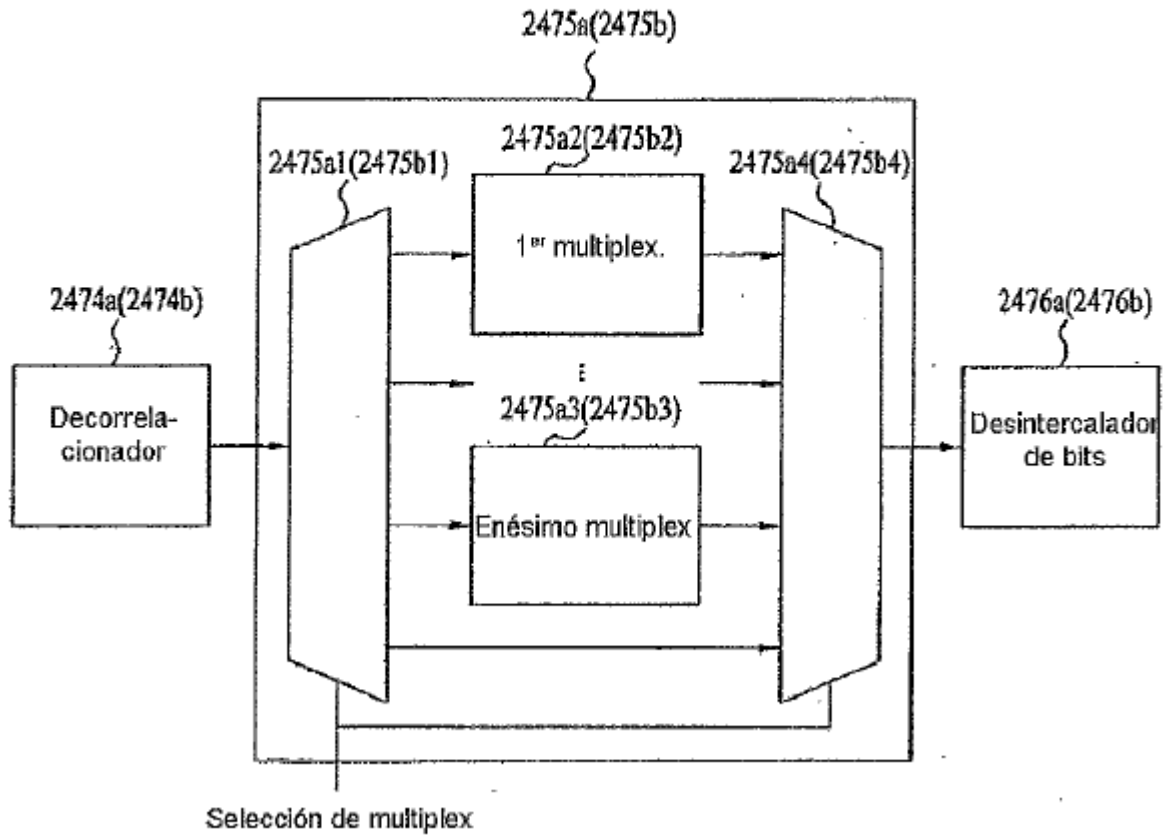 2475a(2475b)
2475a2(2475b2)
2475a1(2475b1)
2475a4(2475b4)
1er multiplex.
2474a(2474b)
2476a(2476b)
⋮
2475a3(2475b3)
Decorrela-
cionador
Desintercalador
de bits
Enésimo multiplex
Selección de multiplex